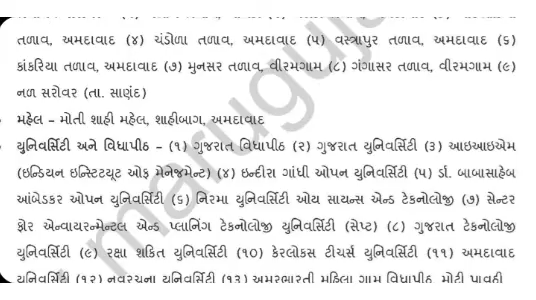 તળાવ, અમદાવાદ (૪) ચંડોળા તળાવ, અમદાવાદ (૫) વસ્ત્રાપુર તળાવ, અમદાવાદ (૬)
કાંકરિયા તળાવ, અમદાવાદ (૭) મુનસર તળાવ, વીરમગામ (૮) ગંગાસર તળાવ, વીરમગામ (૯)
નળ સરોવર (તા. સાણંદ)
મહેલ – મોતી શાહી મહેલ, શાહીબાગ, અમદાવાદ
યુનિવર્સિટી અને વિધાપીઠ – (૧) ગુજરાત વિધાપીઠ (૨) ગુજરાત યુનિવર્સિટી (૩) આઇઆઇએમ
(ઇન્ડિયન ઇન્સ્ટિટયૂટ ઓફ મેનેજમેન્ટ) (૪) ઇન્દીરા ગાંધી ઓપન યુનિવર્સિટી (૫) ડૉ. બાબાસાહેબ
આંબેડકર ઓપન યુનિવર્સિટી (૬) નિરમા યુનિવર્સિટી ઓય સાયન્સ એન્ડ ટેકનોલોજી (૭) સેન્ટર
ફોર એન્વાયરન્મેન્ટલ એન્ડ પ્લાનિંગ ટેકનોલોજી યુનિવર્સિટી (સેપ્ટ) (૮) ગુજરાત ટેકનોલોજી
યુનિવર્સિટી (૯) રક્ષા શકિત યુનિવર્સિટી (૧૦) કેરલોકસ ટીચર્સ યુનિવર્સિટી (૧૧) અમદાવાદ
યુનિવર્સિટી (૧૨) નવરચના યુનિવર્સિટી (૧૩) અમરભારતી મહિલા ગ્રામ વિધાપીઠ, મોટી